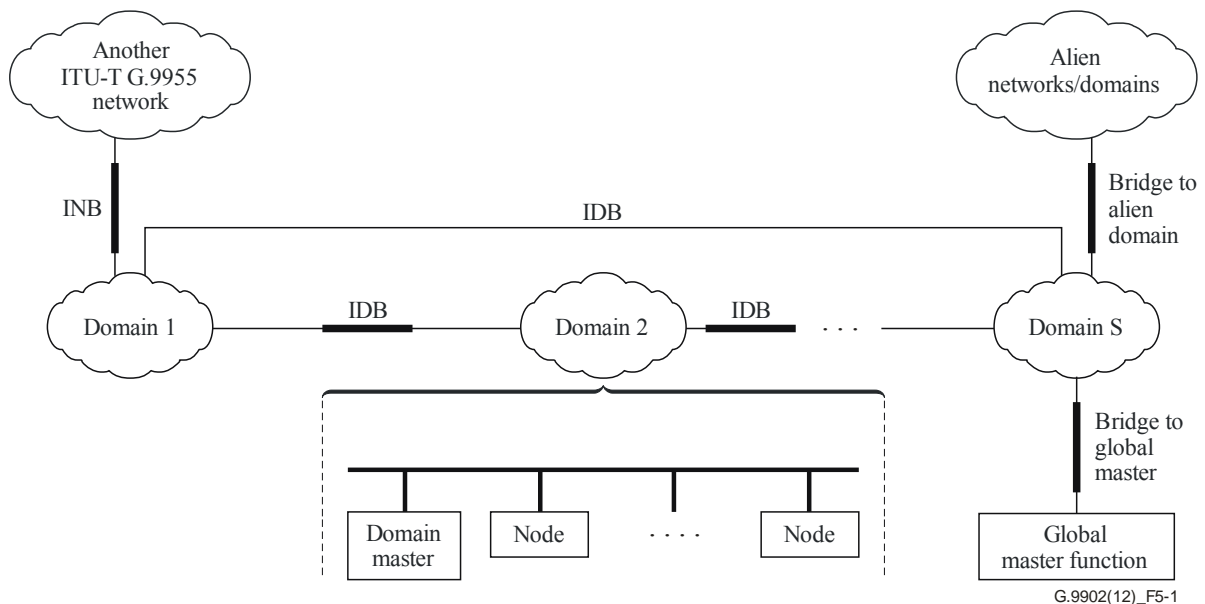 Another
ITU-T G.9955
network
Alien
networks/domains
INB
IDB
Bridge to
alien
domain
Domain 1
IDB
Domain 2
IDB
. . .
Domain S
Bridge to
global
master
Domain
master
Node
. . . .
Node
Global
master function
G.9902(12)_F5-1